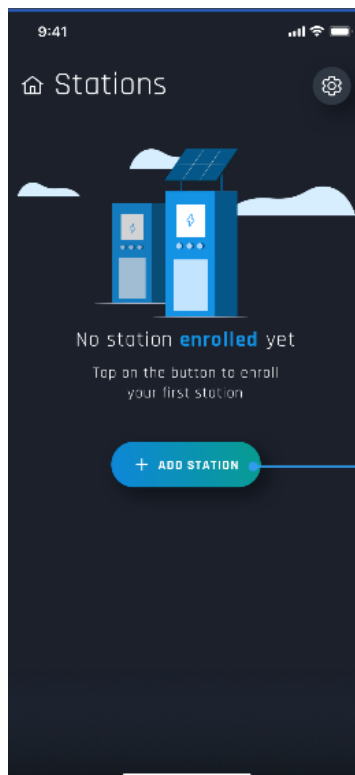 9:41
Stations
No station enrolled yet
Tap on the button to enroll
your first station
+ ADD STATION